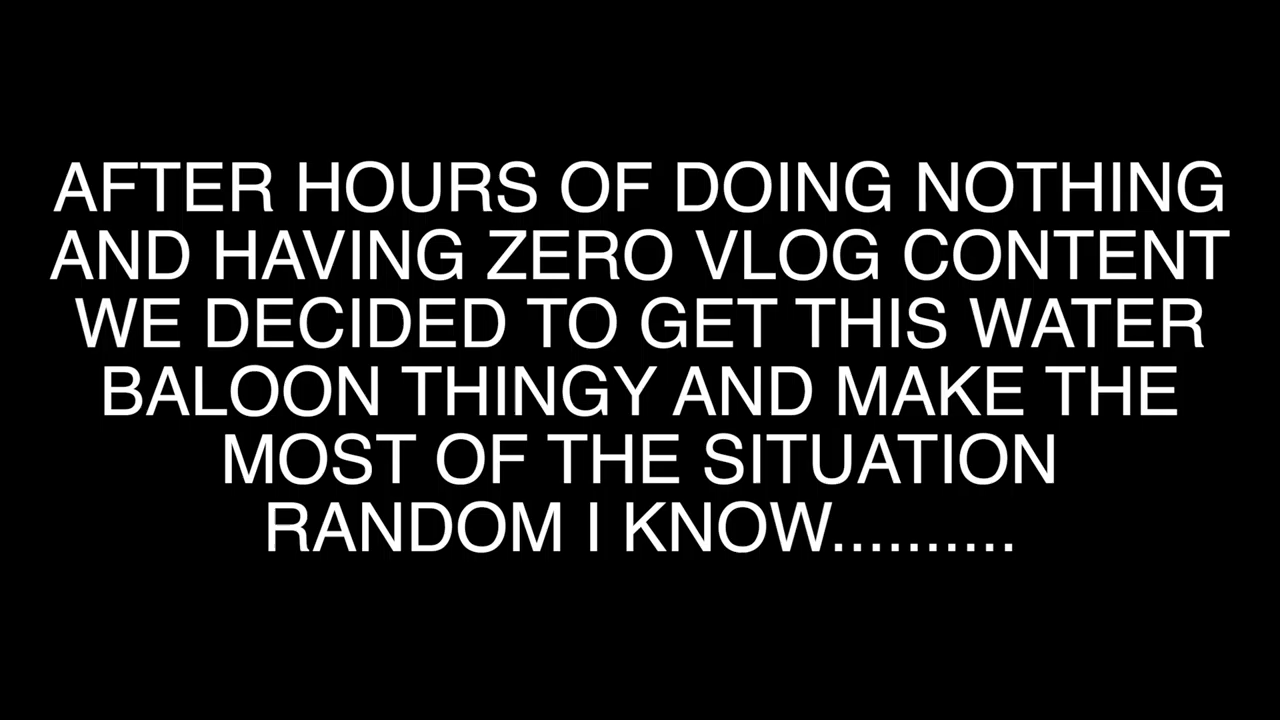 AFTER HOURS OF DOING NOTHING
AND HAVING ZERO VLOG CONTENT
WE DECIDED TO GET THIS WATER
BALOON THINGY AND MAKE THE
MOST OF THE SITUATION
RANDOM I KNOW..........